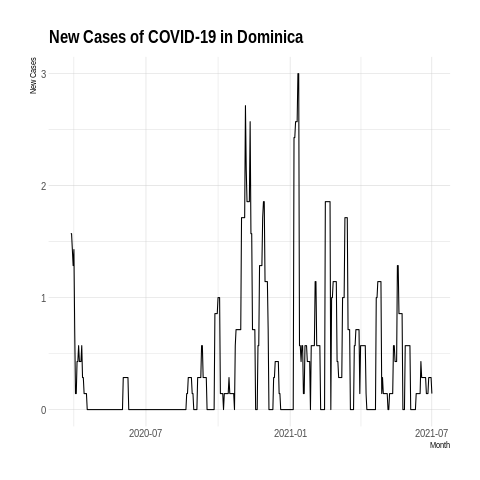 New Cases of COVID-19 in Dominica
New Cases
3
2
1
0
2020-07
2021-01
2021-07
Month